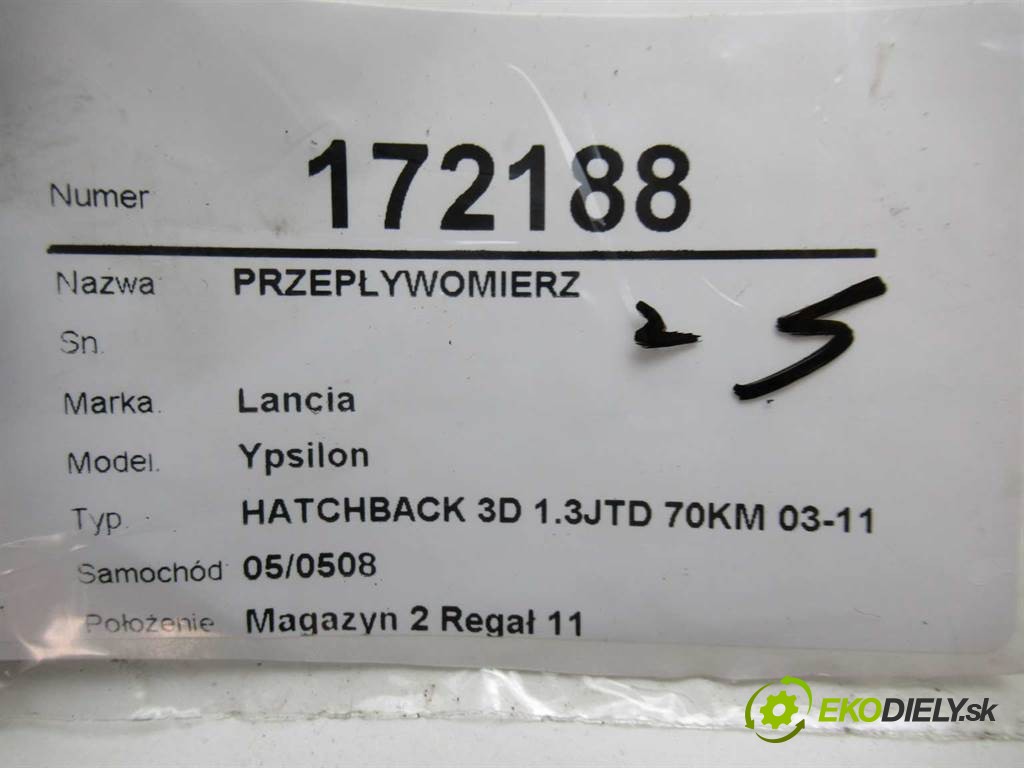 Numer 172188
Nazwa PRZEPŁYWOMIERZ
Sn.
Marka. Lancia
Model. Ypsilon
Typ. HATCHBACK 3D 1.3JTD 70KM 03-11
Samochód 05/0508
Położenie Magazyn 2 Regał 11
EKODIELY.sk